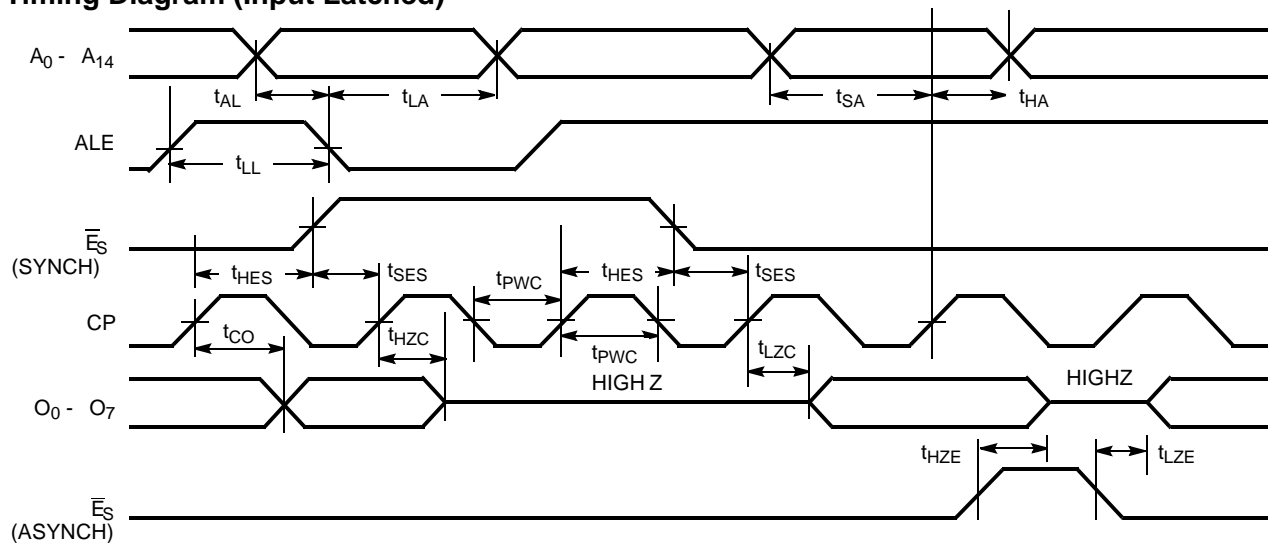 Timing Diagram (Input Latched)
A0 - A14
tAL
tLA
tSA
tHA
ALE
tLL
ES
(SYNCH)
tHES
tSES
tPWC
tHES
tSES
CP
tCO
tHZC
tPWC
tLZC
HIGH Z
HIGHZ
O0 - O7
tHZE
tLZE
ES
(ASYNCH)